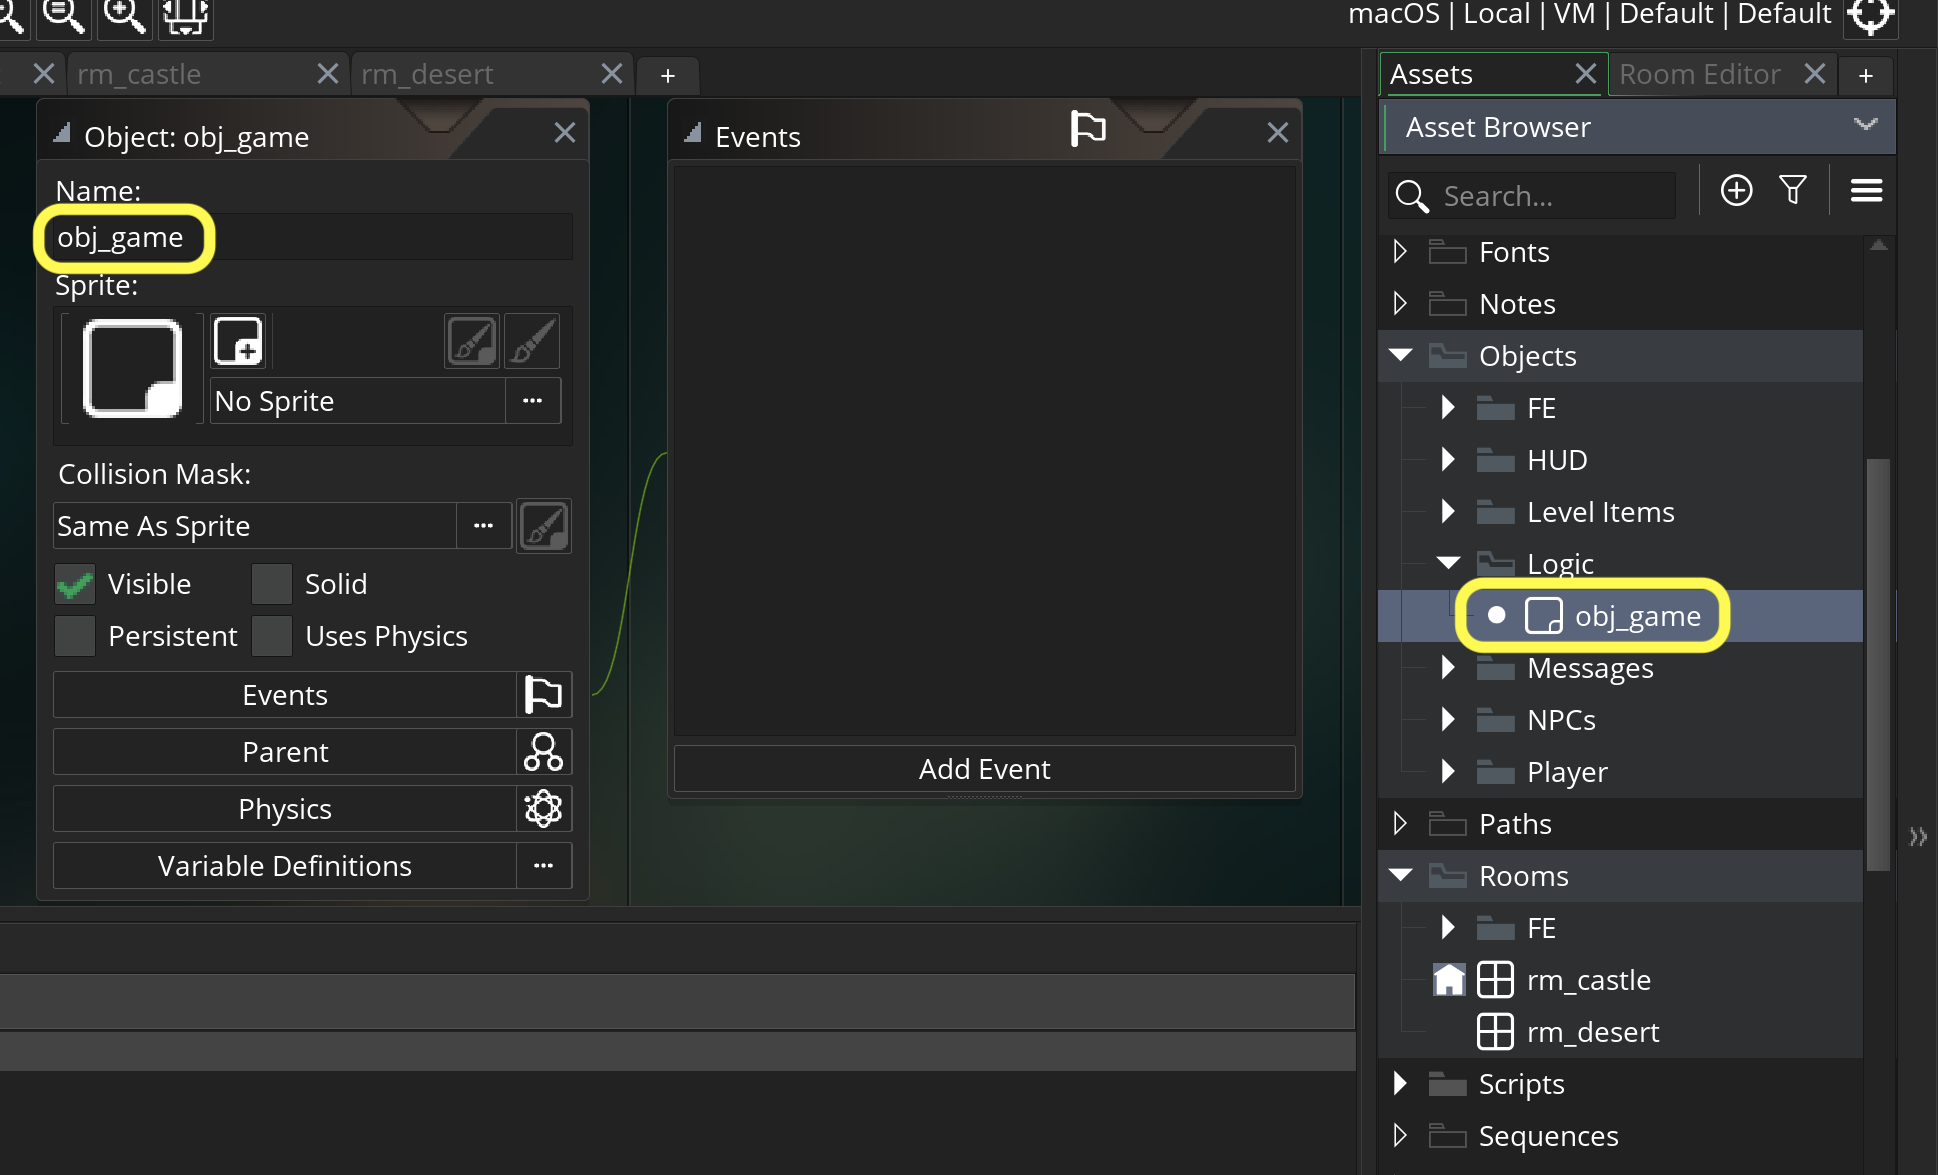 macOS | Local | VM | Default | Default
rm_castle
rm_desert
+
Assets
Room Editor
+
Object: obj_game
Events
Asset Browser
Name:
obj_game
Search...
Sprite:
No Sprite
...
Collision Mask:
Same As Sprite
...
Visible
Solid
Persistent
Uses Physics
Events
Parent
Physics
Variable Definitions
...
Add Event
Fonts
Notes
Objects
FE
HUD
Level Items
Logic
obj_game
Messages
NPCs
Player
Paths
Rooms
FE
rm_castle
rm_desert
Scripts
Sequences